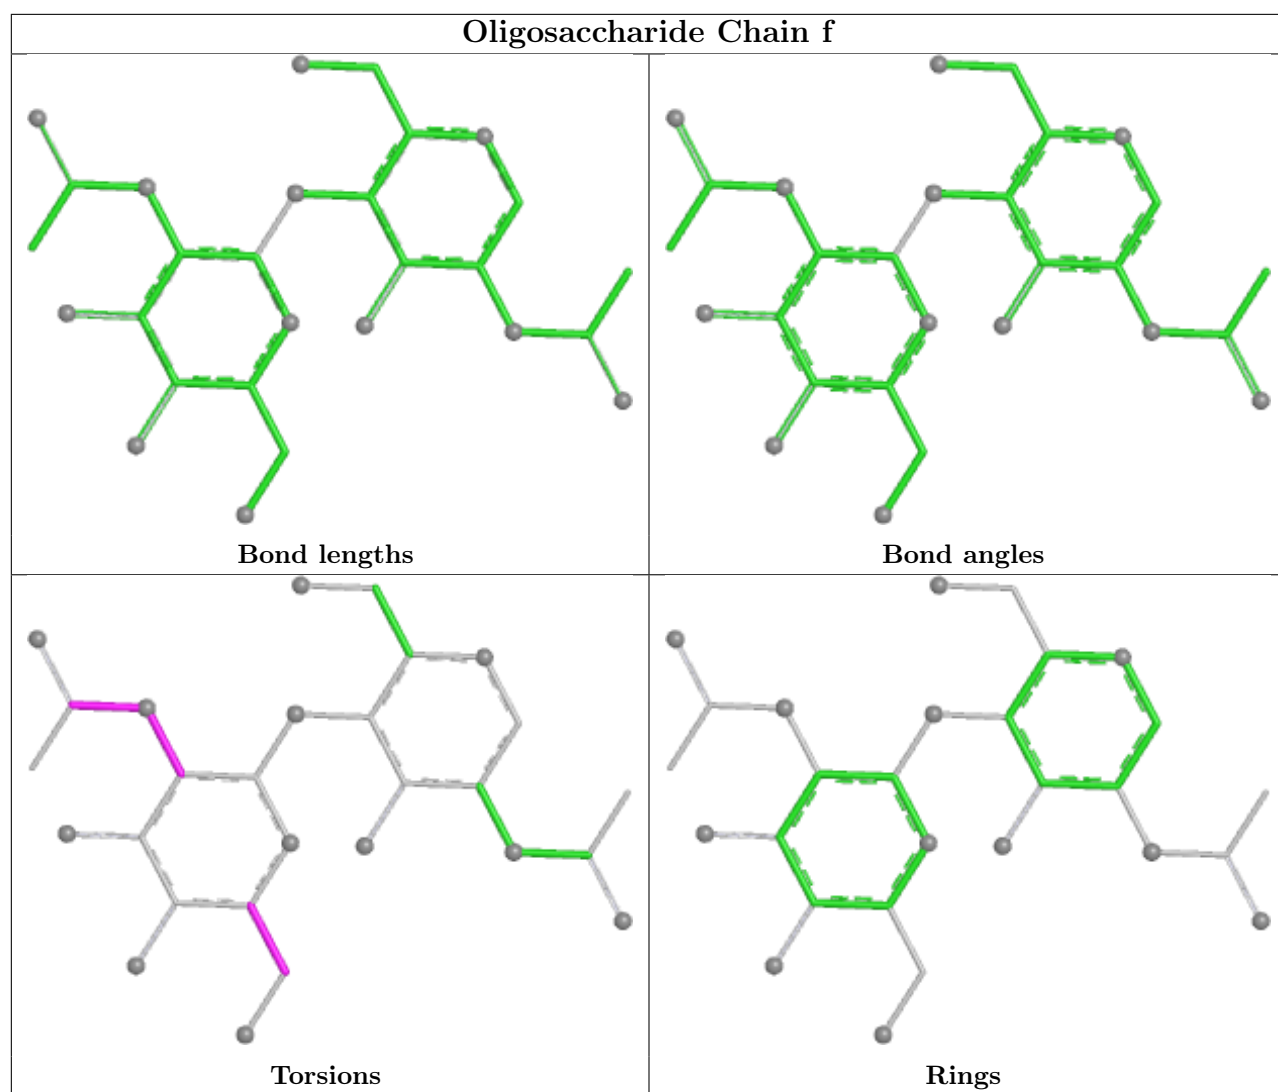 Oligosaccharide Chain f
Bond lengths
Bond angles
Torsions
Rings